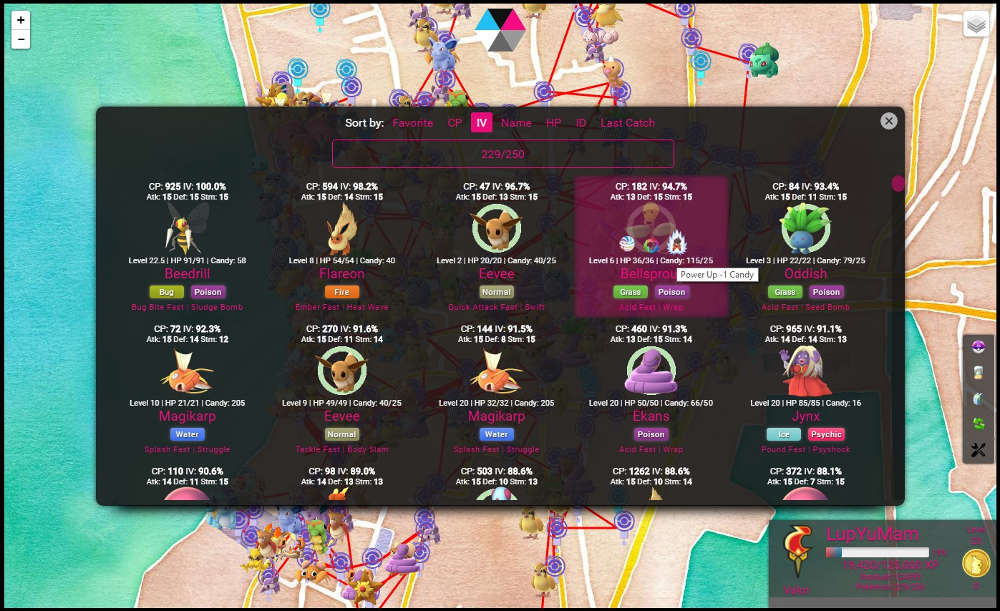 +
−
Sort by: Favorite CP IV Name HP ID Last Catch
229/250
CP: 925 IV: 100.0%
Atk: 15 Def: 15 Stm: 15
Level 22.5 | HP 91/91 | Candy: 58
Beedrill
Bug Poison
Bug Bite Fast | Sludge Bomb
CP: 594 IV: 98.2%
Atk: 15 Def: 14 Stm: 15
Level 8 | HP 54/54 | Candy: 40
Flareon
Fire
Ember Fast | Heat Wave
CP: 47 IV: 96.7%
Atk: 15 Def: 13 Stm: 15
Level 2 | HP 20/20 | Candy: 40/25
Eevee
Normal
Quick Attack Fast | Swift
CP: 182 IV: 94.7%
Atk: 13 Def: 15 Stm: 15
Level 6 | HP 36/36 | Candy: 115/25
Bellsprou
Power Up -1 Candy
Grass Poison
Acid Fast | Wrap
CP: 84 IV: 93.4%
Atk: 15 Def: 11 Stm: 15
Level 3 | HP 22/22 | Candy: 79/25
Oddish
Grass Poison
Acid Fast | Seed Bomb
CP: 72 IV: 92.3%
Atk: 15 Def: 14 Stm: 12
Level 10 | HP 21/21 | Candy: 205
Magikarp
Water
Splash Fast | Struggle
CP: 270 IV: 91.6%
Atk: 15 Def: 11 Stm: 14
Level 9 | HP 49/49 | Candy: 40/25
Eevee
Normal
Tackle Fast | Body Slam
CP: 144 IV: 91.5%
Atk: 15 Def: 8 Stm: 15
Level 20 | HP 32/32 | Candy: 205
Magikarp
Water
Splash Fast | Struggle
CP: 460 IV: 91.3%
Atk: 13 Def: 15 Stm: 14
Level 20 | HP 50/50 | Candy: 66/50
Ekans
Poison
Acid Fast | Wrap
CP: 965 IV: 91.1%
Atk: 14 Def: 14 Stm: 13
Level 20 | HP 85/85 | Candy: 16
Jynx
Ice Psychic
Pound Fast | Psyshock
CP: 110 IV: 90.6%
Atk: 14 Def: 11 Stm: 15
CP: 98 IV: 89.0%
Atk: 14 Def: 13 Stm: 13
CP: 503 IV: 88.6%
Atk: 15 Def: 10 Stm: 13
CP: 1262 IV: 88.6%
Atk: 15 Def: 10 Stm: 14
CP: 372 IV: 88.1%
Atk: 15 Def: 7 Stm: 15
LupYuMam